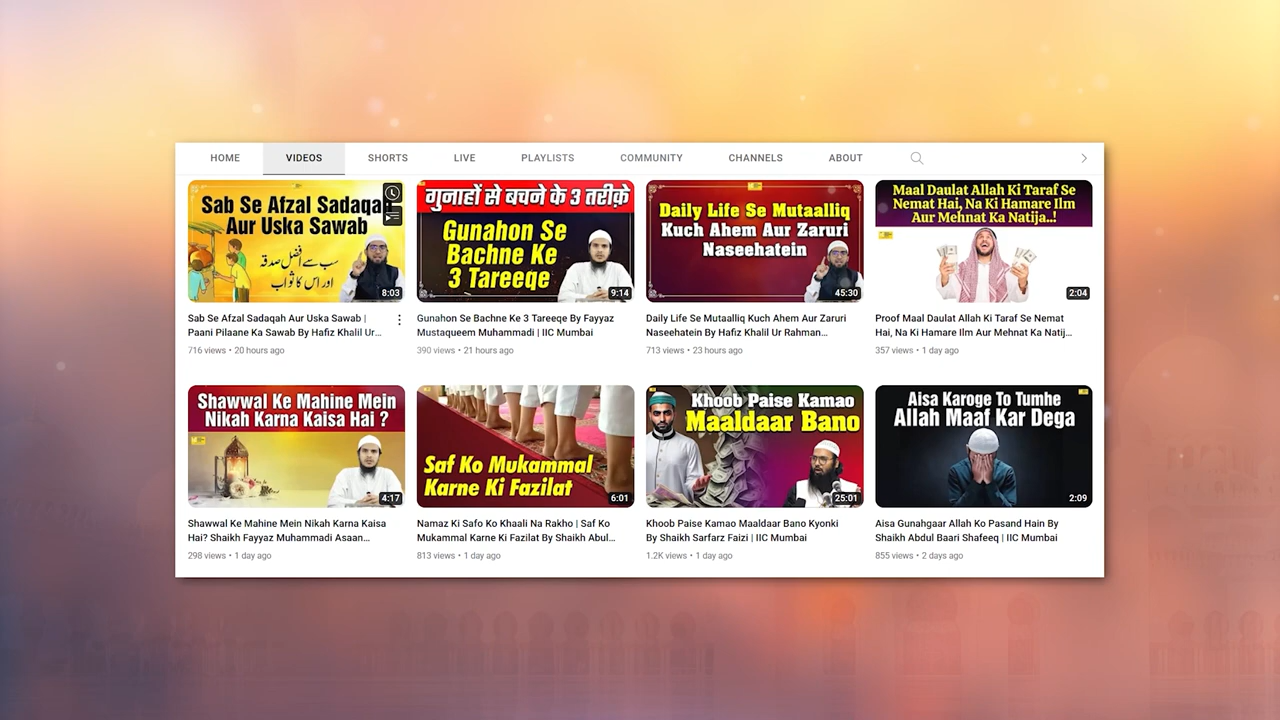 HOME
VIDEOS
SHORTS
LIVE
PLAYLISTS
COMMUNITY
CHANNELS
ABOUT
Sab Se Afzal Sadaqah
Aur Uska Sawab
سب سے افضل صدقہ
اور اس کا ثواب
8:03
Sab Se Afzal Sadaqah Aur Uska Sawab |
Paani Pilaane Ka Sawab By Hafiz Khalil Ur...
716 views • 20 hours ago
गुनाहों से बचने के 3 तरीक़े
Gunahon Se
Bachne Ke
3 Tareeqe
9:14
Gunahon Se Bachne Ke 3 Tareeqe By Fayyaz
Mustaqueem Muhammadi | IIC Mumbai
390 views • 21 hours ago
Daily Life Se Mutaalliq
Kuch Ahem Aur Zaruri
Naseehatein
45:30
Daily Life Se Mutaalliq Kuch Ahem Aur Zaruri
Naseehatein By Hafiz Khalil Ur Rahman...
713 views • 23 hours ago
Maal Daulat Allah Ki Taraf Se
Nemat Hai, Na Ki Hamare Ilm
Aur Mehnat Ka Natija..!
2:04
Proof Maal Daulat Allah Ki Taraf Se Nemat
Hai, Na Ki Hamare Ilm Aur Mehnat Ka Natij...
357 views • 1 day ago
Shawwal Ke Mahine Mein
Nikah Karna Kaisa Hai ?
4:17
Shawwal Ke Mahine Mein Nikah Karna Kaisa
Hai? Shaikh Fayyaz Muhammadi Asaan...
298 views • 1 day ago
Saf Ko Mukammal
Karne Ki Fazilat
6:01
Namaz Ki Safo Ko Khaali Na Rakho | Saf Ko
Mukammal Karne Ki Fazilat By Shaikh Abul...
813 views • 1 day ago
Khoob Paise Kamao
Maaldaar Bano
25:01
Khoob Paise Kamao Maaldaar Bano Kyonki
By Shaikh Sarfarz Faizi | IIC Mumbai
1.2K views • 1 day ago
Aisa Karoge To Tumhe
Allah Maaf Kar Dega
2:09
Aisa Gunahgaar Allah Ko Pasand Hain By
Shaikh Abdul Baari Shafeeq | IIC Mumbai
855 views • 2 days ago